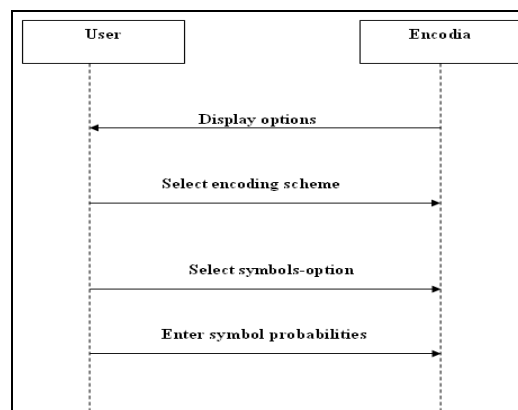 User
Encodia
Display options
Select encoding scheme
Select symbols-option
Enter symbol probabilities